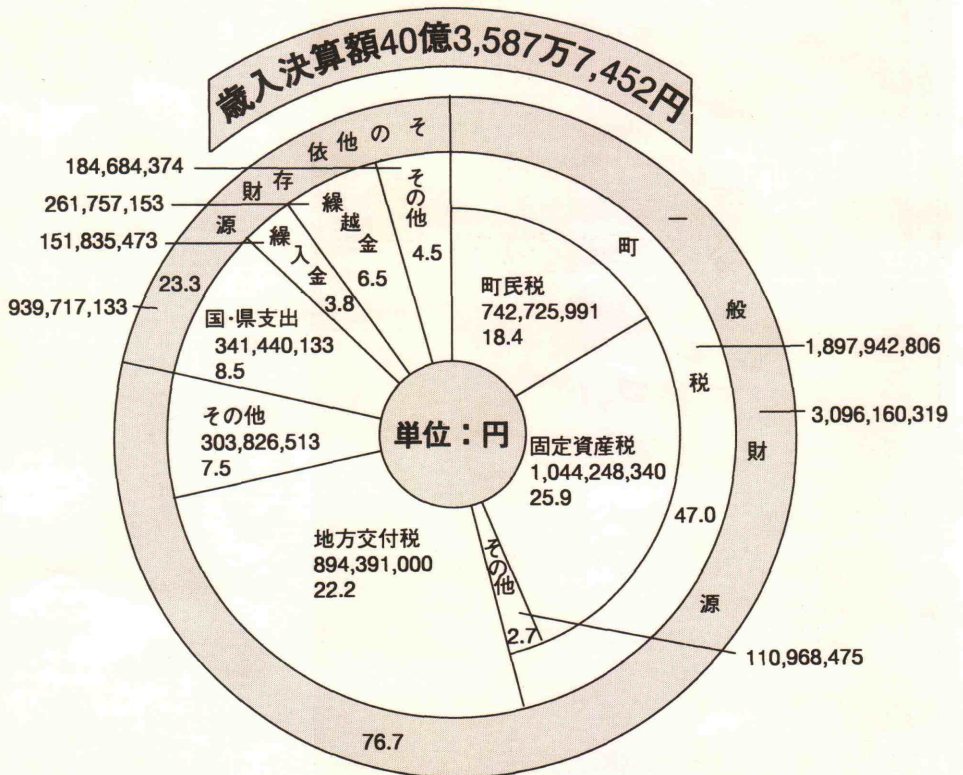 歳入決算額40億3,587万7,452円
一般財源
3,096,160,319
76.7
町税
1,897,942,806
47.0
町民税
742,725,991
18.4
固定資産税
1,044,248,340
25.9
その他
2.7
110,968,475
地方交付税
894,391,000
22.2
その他
303,826,513
7.5
その他の依存財源
939,717,133
23.3
国・県支出
341,440,133
8.5
繰入金
3.8
151,835,473
繰越金
6.5
261,757,153
その他
4.5
184,684,374
単位：円